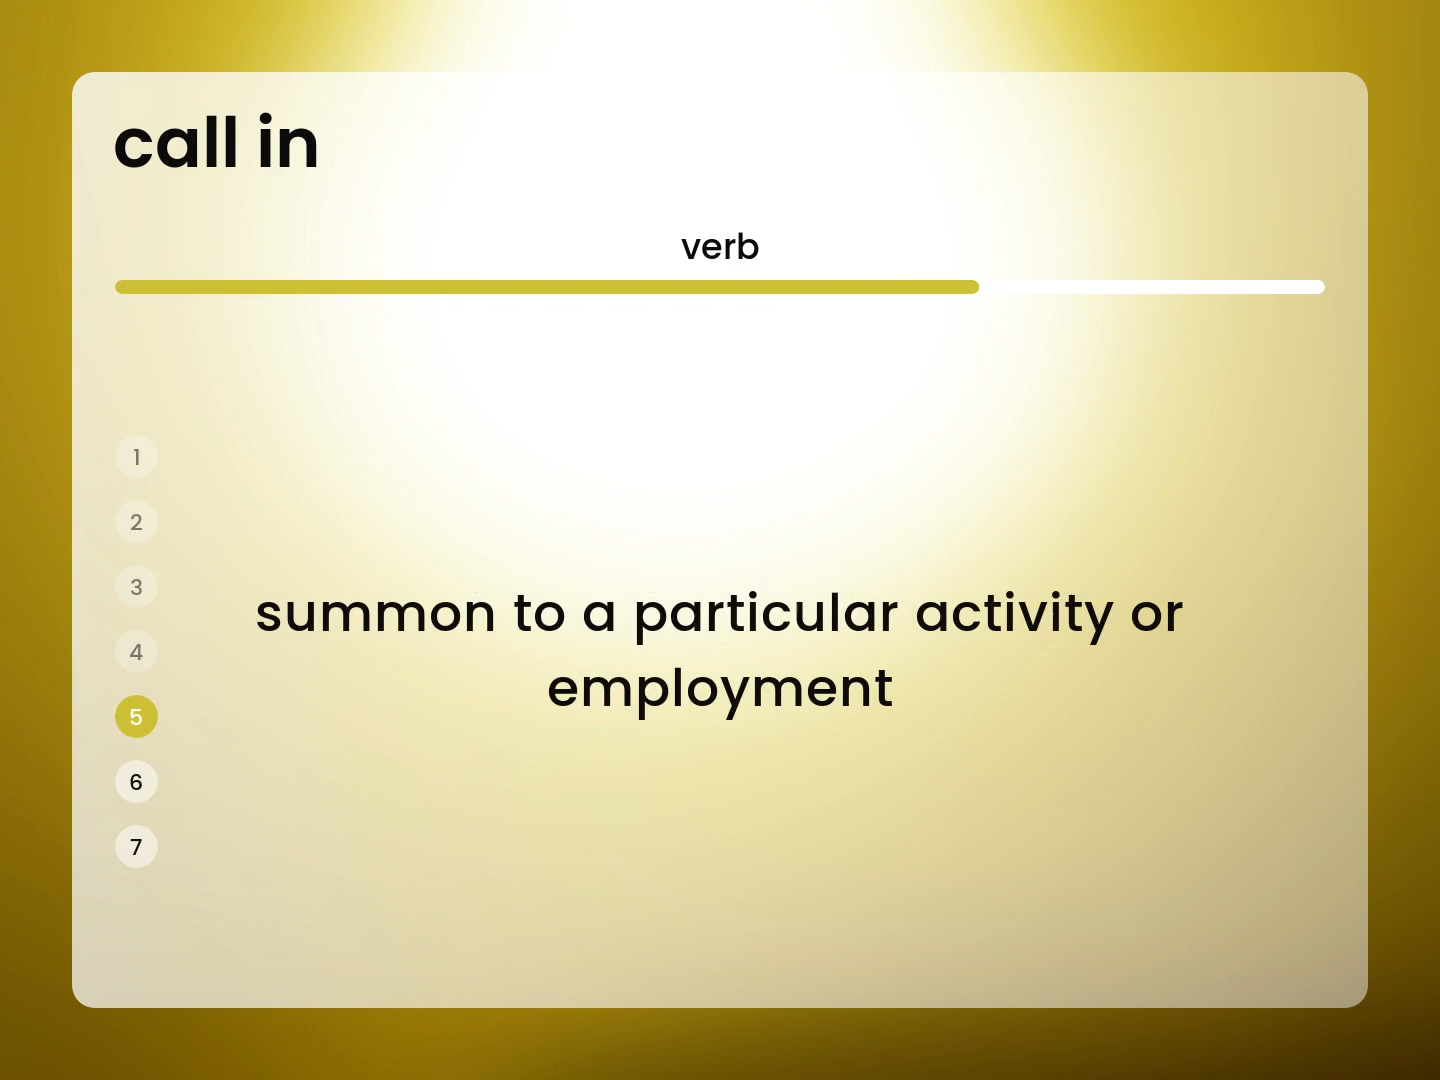 call in
verb
1
2
3
4
5
6
7
summon to a particular activity or
employment